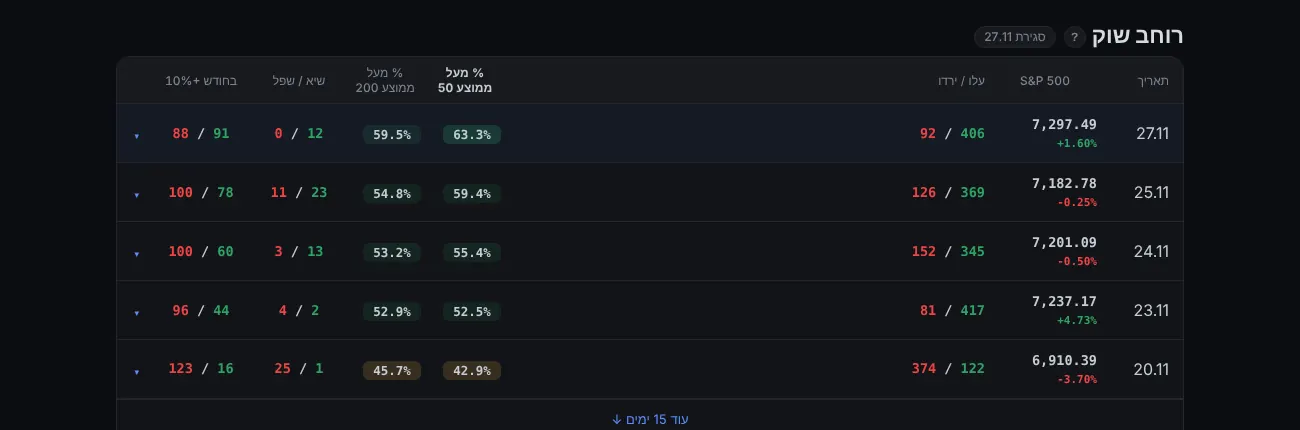 רוחב שוק ? סגירת 27.11
תאריך S&P 500 עלו / ירדו % מעל ממוצע 50 % מעל ממוצע 200 שיא / שפל בחודש +10%
27.11 7,297.49 +1.60% 406 / 92 63.3% 59.5% 12 / 0 91 / 88 ▾
25.11 7,182.78 -0.25% 369 / 126 59.4% 54.8% 23 / 11 78 / 100 ▾
24.11 7,201.09 -0.50% 345 / 152 55.4% 53.2% 13 / 3 60 / 100 ▾
23.11 7,237.17 +4.73% 417 / 81 52.5% 52.9% 2 / 4 44 / 96 ▾
20.11 6,910.39 -3.70% 122 / 374 42.9% 45.7% 1 / 25 16 / 123 ▾
עוד 15 ימים ↓